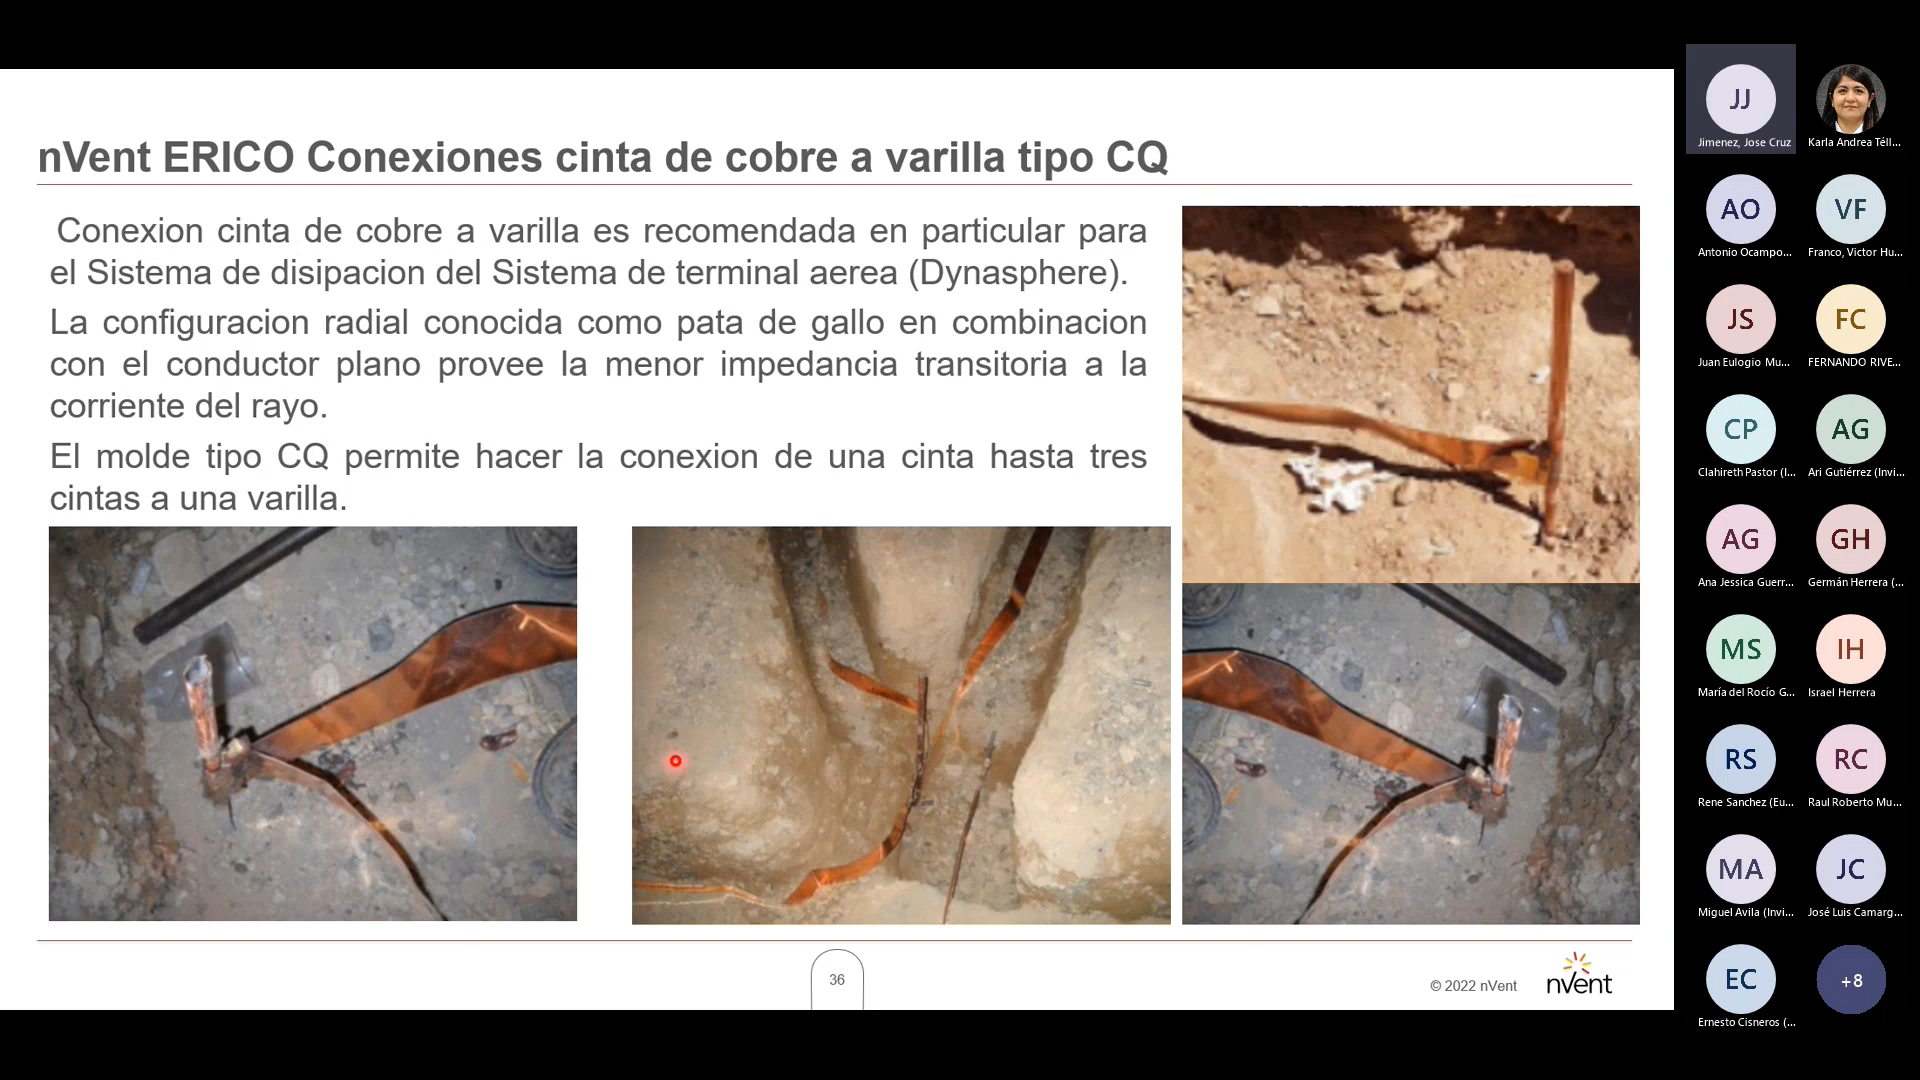 nVent ERICO Conexiones cinta de cobre a varilla tipo CQ
Conexion cinta de cobre a varilla es recomendada en particular para
el Sistema de disipacion del Sistema de terminal aerea (Dynasphere).
La configuracion radial conocida como pata de gallo en combinacion
con el conductor plano provee la menor impedancia transitoria a la
corriente del rayo.
El molde tipo CQ permite hacer la conexion de una cinta hasta tres
cintas a una varilla.
36
© 2022 nVent
nVent
JJ
Jimenez, Jose Cruz
Karla Andrea Téll...
AO
VF
Antonio Ocampo...
Franco, Victor Hu...
JS
FC
Juan Eulogio Mu...
FERNANDO RIVE...
CP
AG
Clahireth Pastor (I...
Ari Gutiérrez (Invi...
AG
GH
Ana Jessica Guerr...
Germán Herrera (...
MS
IH
María del Rocío G...
Israel Herrera
RS
RC
Rene Sanchez (Eu...
Raul Roberto Mu...
MA
JC
Miguel Avila (Invi...
José Luis Camarg...
EC
+8
Ernesto Cisneros (...